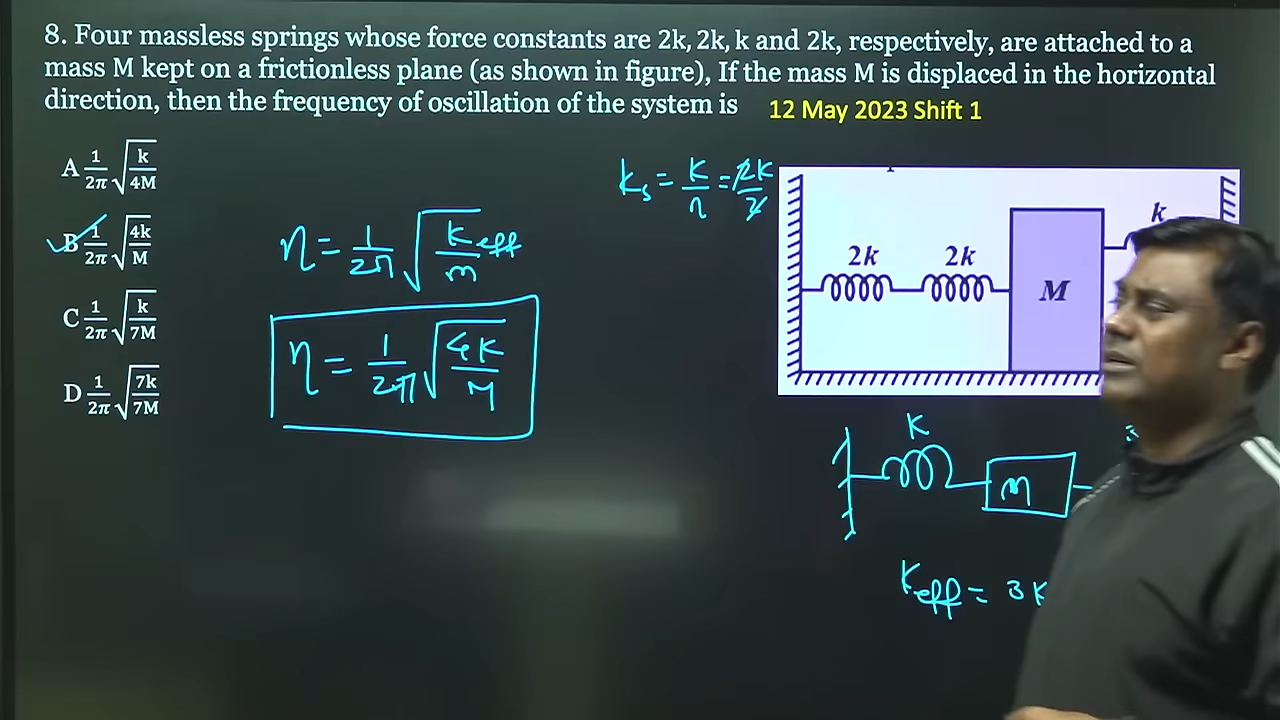 8. Four massless springs whose force constants are 2k, 2k, k and 2k, respectively, are attached to a
mass M kept on a frictionless plane (as shown in figure), If the mass M is displaced in the horizontal
direction, then the frequency of oscillation of the system is 12 May 2023 Shift 1
A 1/2π √k/4M
B 1/2π √4k/M
C 1/2π √k/7M
D 1/2π √7k/7M
n = 1/2π √Keff/m
n = 1/2π √4K/M
ks = K/n = 2K/2
k
2k 2k
M
K
m
Keff = 3K